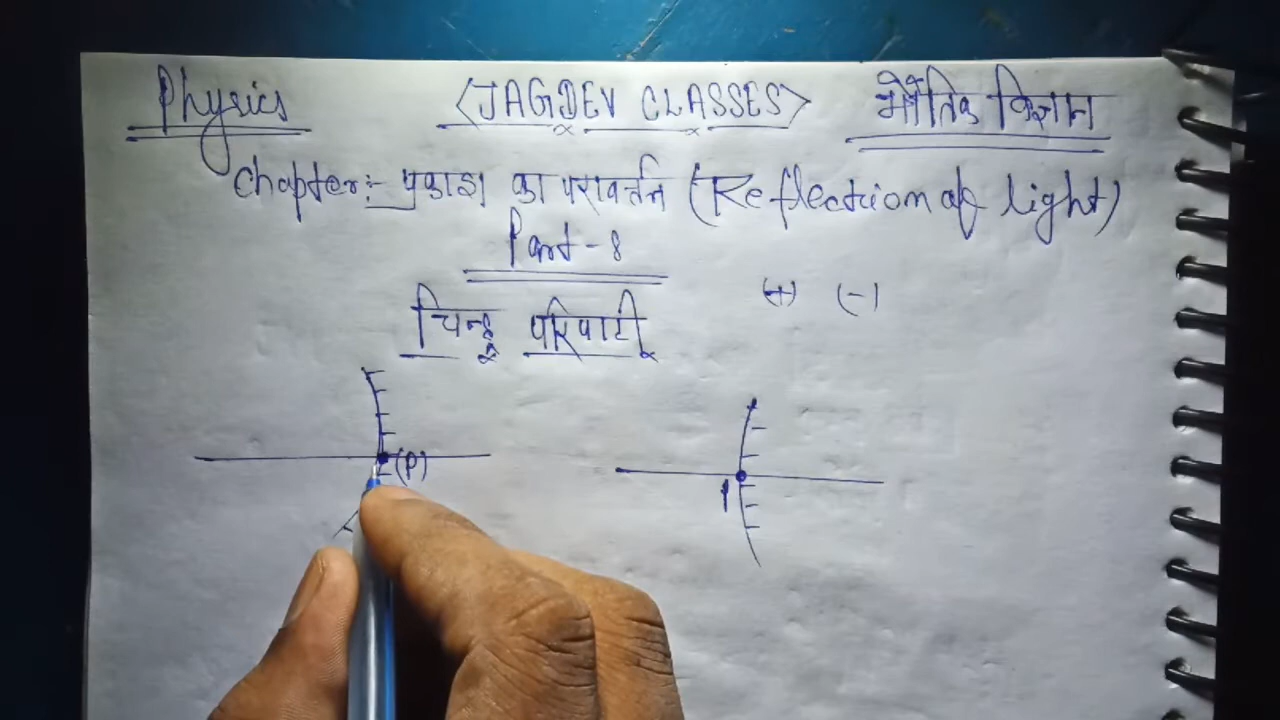 Physics <JAGDEV CLASSES> भौतिक विज्ञान
Chapter:- प्रकाश का परावर्तन (Reflection of light)
Part - 8
(+) (-)
चिन्ह परिपाटी
(P)